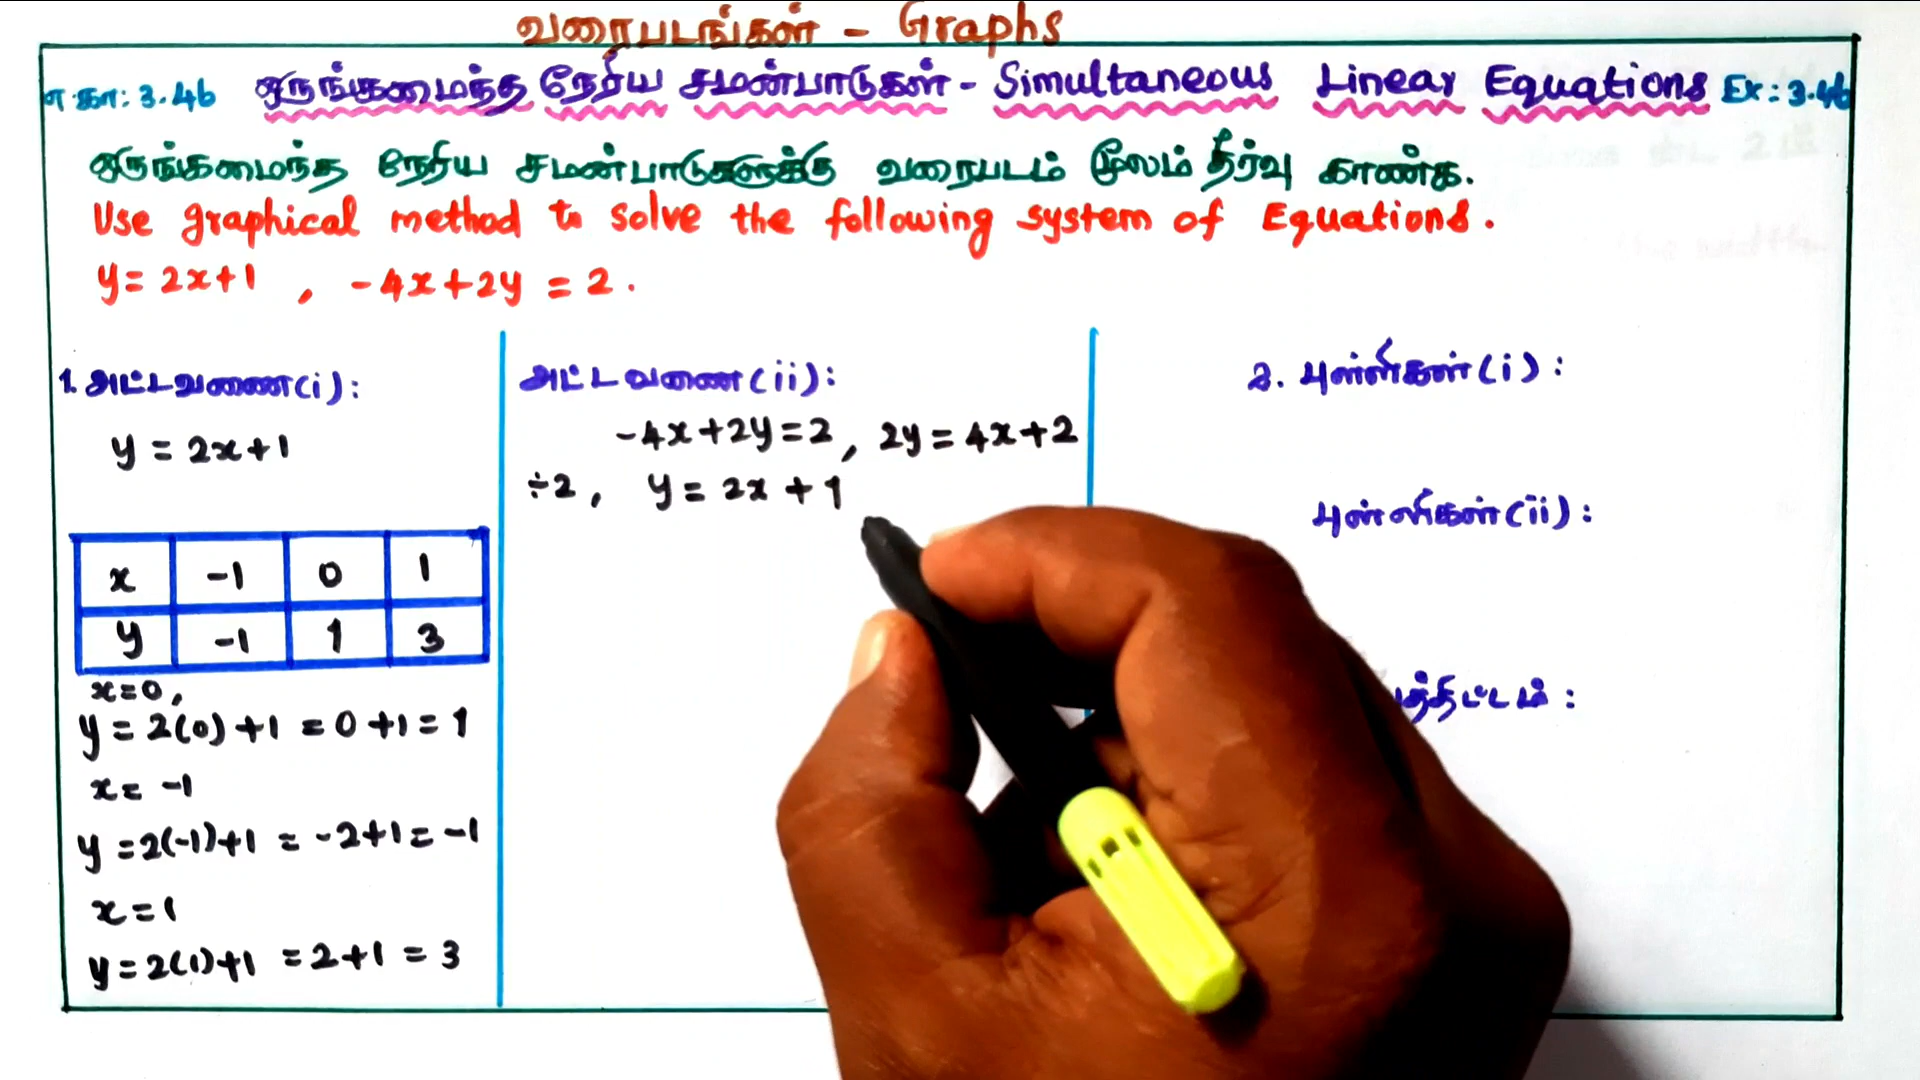 வரைபடங்கள் - Graphs
எ.கா: 3.46 ஒருங்கமைந்த நேரிய சமன்பாடுகள் - Simultaneous Linear Equations Ex: 3.46
ஒருங்கமைந்த நேரிய சமன்பாடுகளுக்கு வரைபடம் மூலம் தீர்வு காண்க.
Use graphical method to solve the following system of Equations.
y = 2x+1 , -4x+2y = 2.
1. அட்டவணை(i):
y = 2x+1
x -1 0 1
y -1 1 3
x=0,
y = 2(0)+1 = 0+1 = 1
x = -1
y = 2(-1)+1 = -2+1 = -1
x = 1
y = 2(1)+1 = 2+1 = 3
அட்டவணை(ii):
-4x+2y=2, 2y=4x+2
÷2, y = 2x+1
2. புள்ளிகள்(i):
புள்ளிகள்(ii):